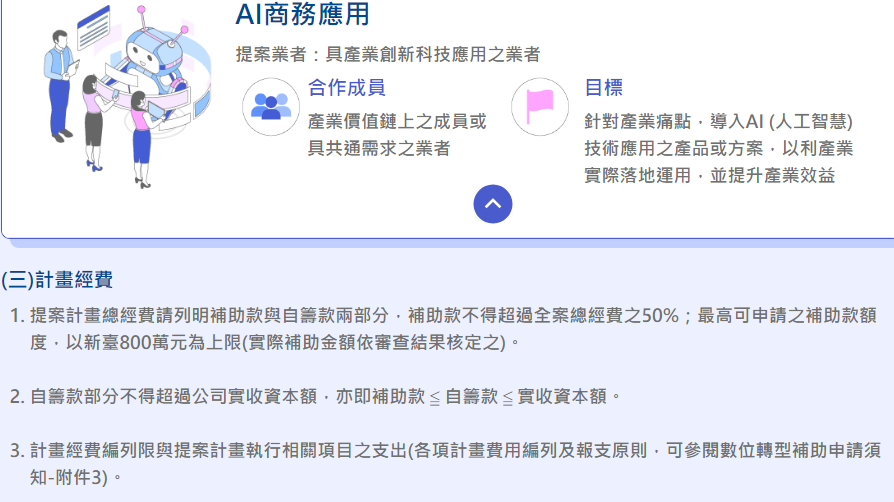 AI商務應用
提案業者：具產業創新科技應用之業者
合作成員
產業價值鏈上之成員或
具共通需求之業者
目標
針對產業痛點，導入AI (人工智慧)
技術應用之產品或方案，以利產業
實際落地運用，並提升產業效益
(三)計畫經費
1. 提案計畫總經費請列明補助款與自籌款兩部分，補助款不得超過全案總經費之50%；最高可申請之補助款額
度，以新臺800萬元為上限(實際補助金額依審查結果核定之)。
2. 自籌款部分不得超過公司實收資本額，亦即補助款 ≦ 自籌款 ≦ 實收資本額。
3. 計畫經費編列限與提案計畫執行相關項目之支出(各項計畫費用編列及報支原則，可參閱數位轉型補助申請須
知-附件3)。